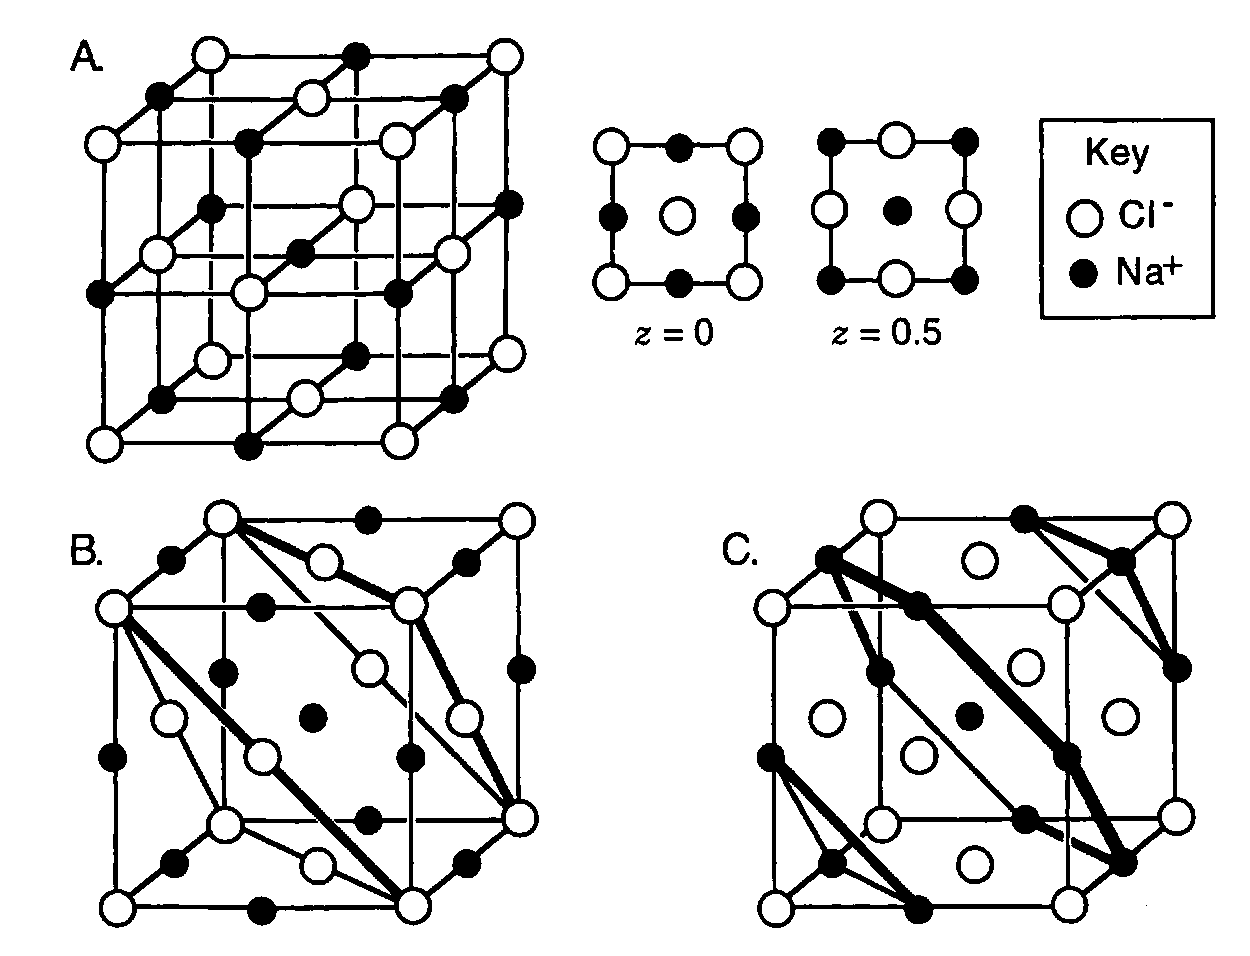 A.
z = 0
z = 0.5
Key
Cl⁻
Na⁺
B.
C.